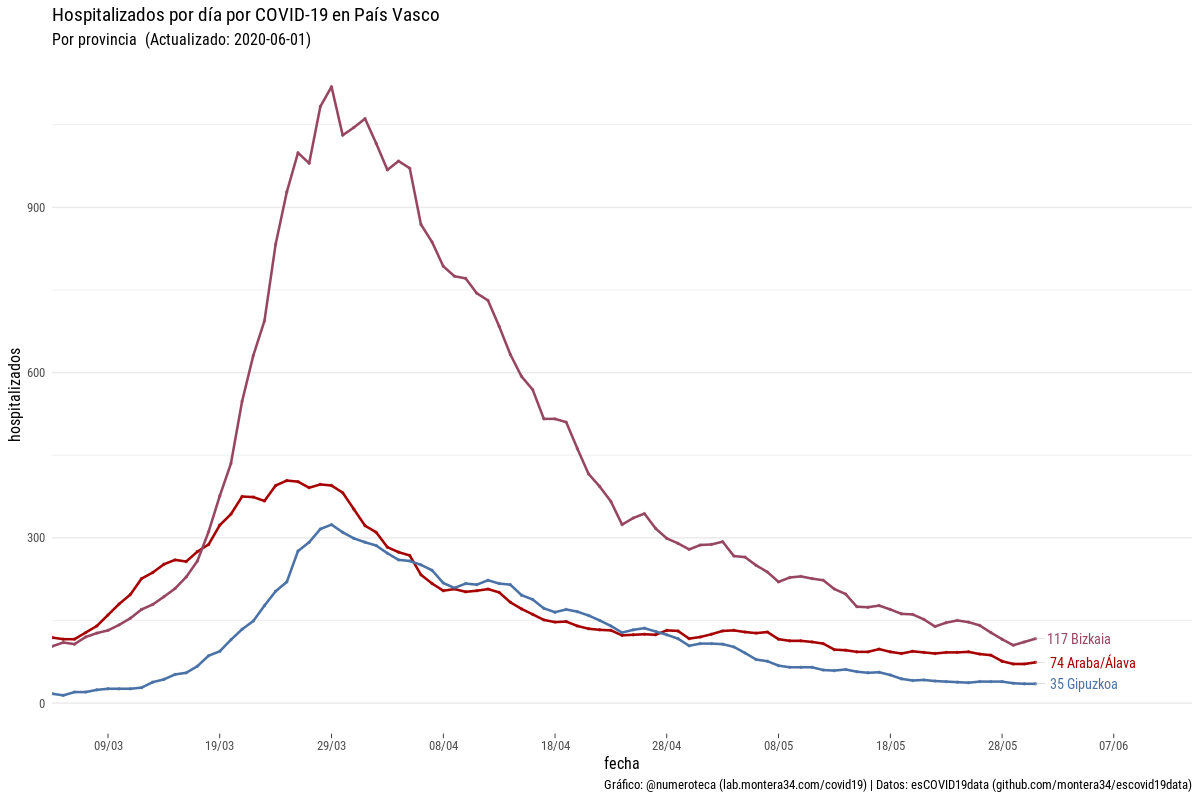 Hospitalizados por día por COVID-19 en País Vasco
Por provincia (Actualizado: 2020-06-01)
hospitalizados
900
600
300
0
117 Bizkaia
74 Araba/Álava
35 Gipuzkoa
09/03
19/03
29/03
08/04
18/04
28/04
08/05
18/05
28/05
07/06
fecha
Gráfico: @numeroteca (lab.montera34.com/covid19) | Datos: esCOVID19data (github.com/montera34/escovid19data)